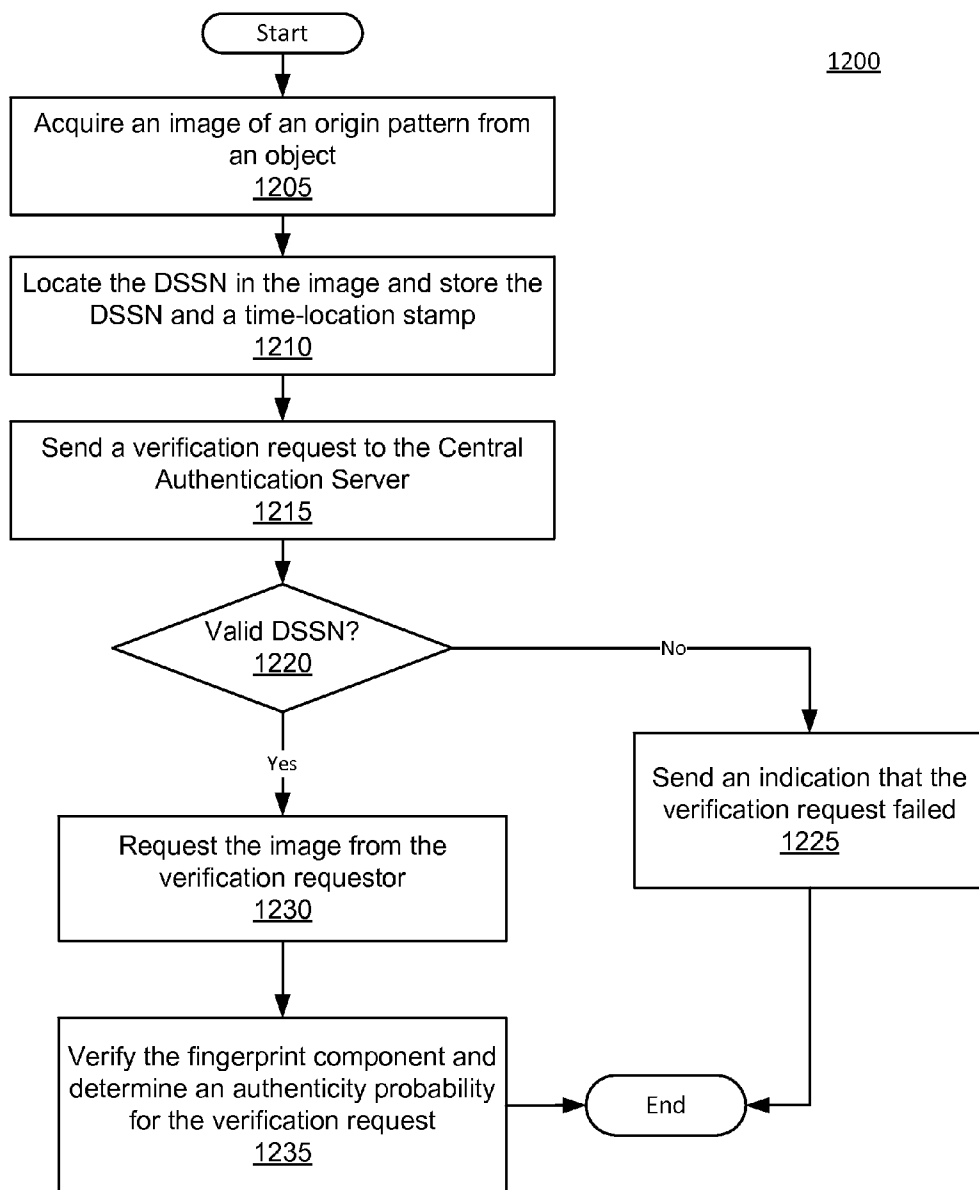 Start
1200
Acquire an image of an origin pattern from
an object
1205
Locate the DSSN in the image and store the
DSSN and a time-location stamp
1210
Send a verification request to the Central
Authentication Server
1215
Valid DSSN?
1220
No
Yes
Send an indication that the
verification request failed
1225
Request the image from the
verification requestor
1230
Verify the fingerprint component and
determine an authenticity probability
for the verification request
1235
End